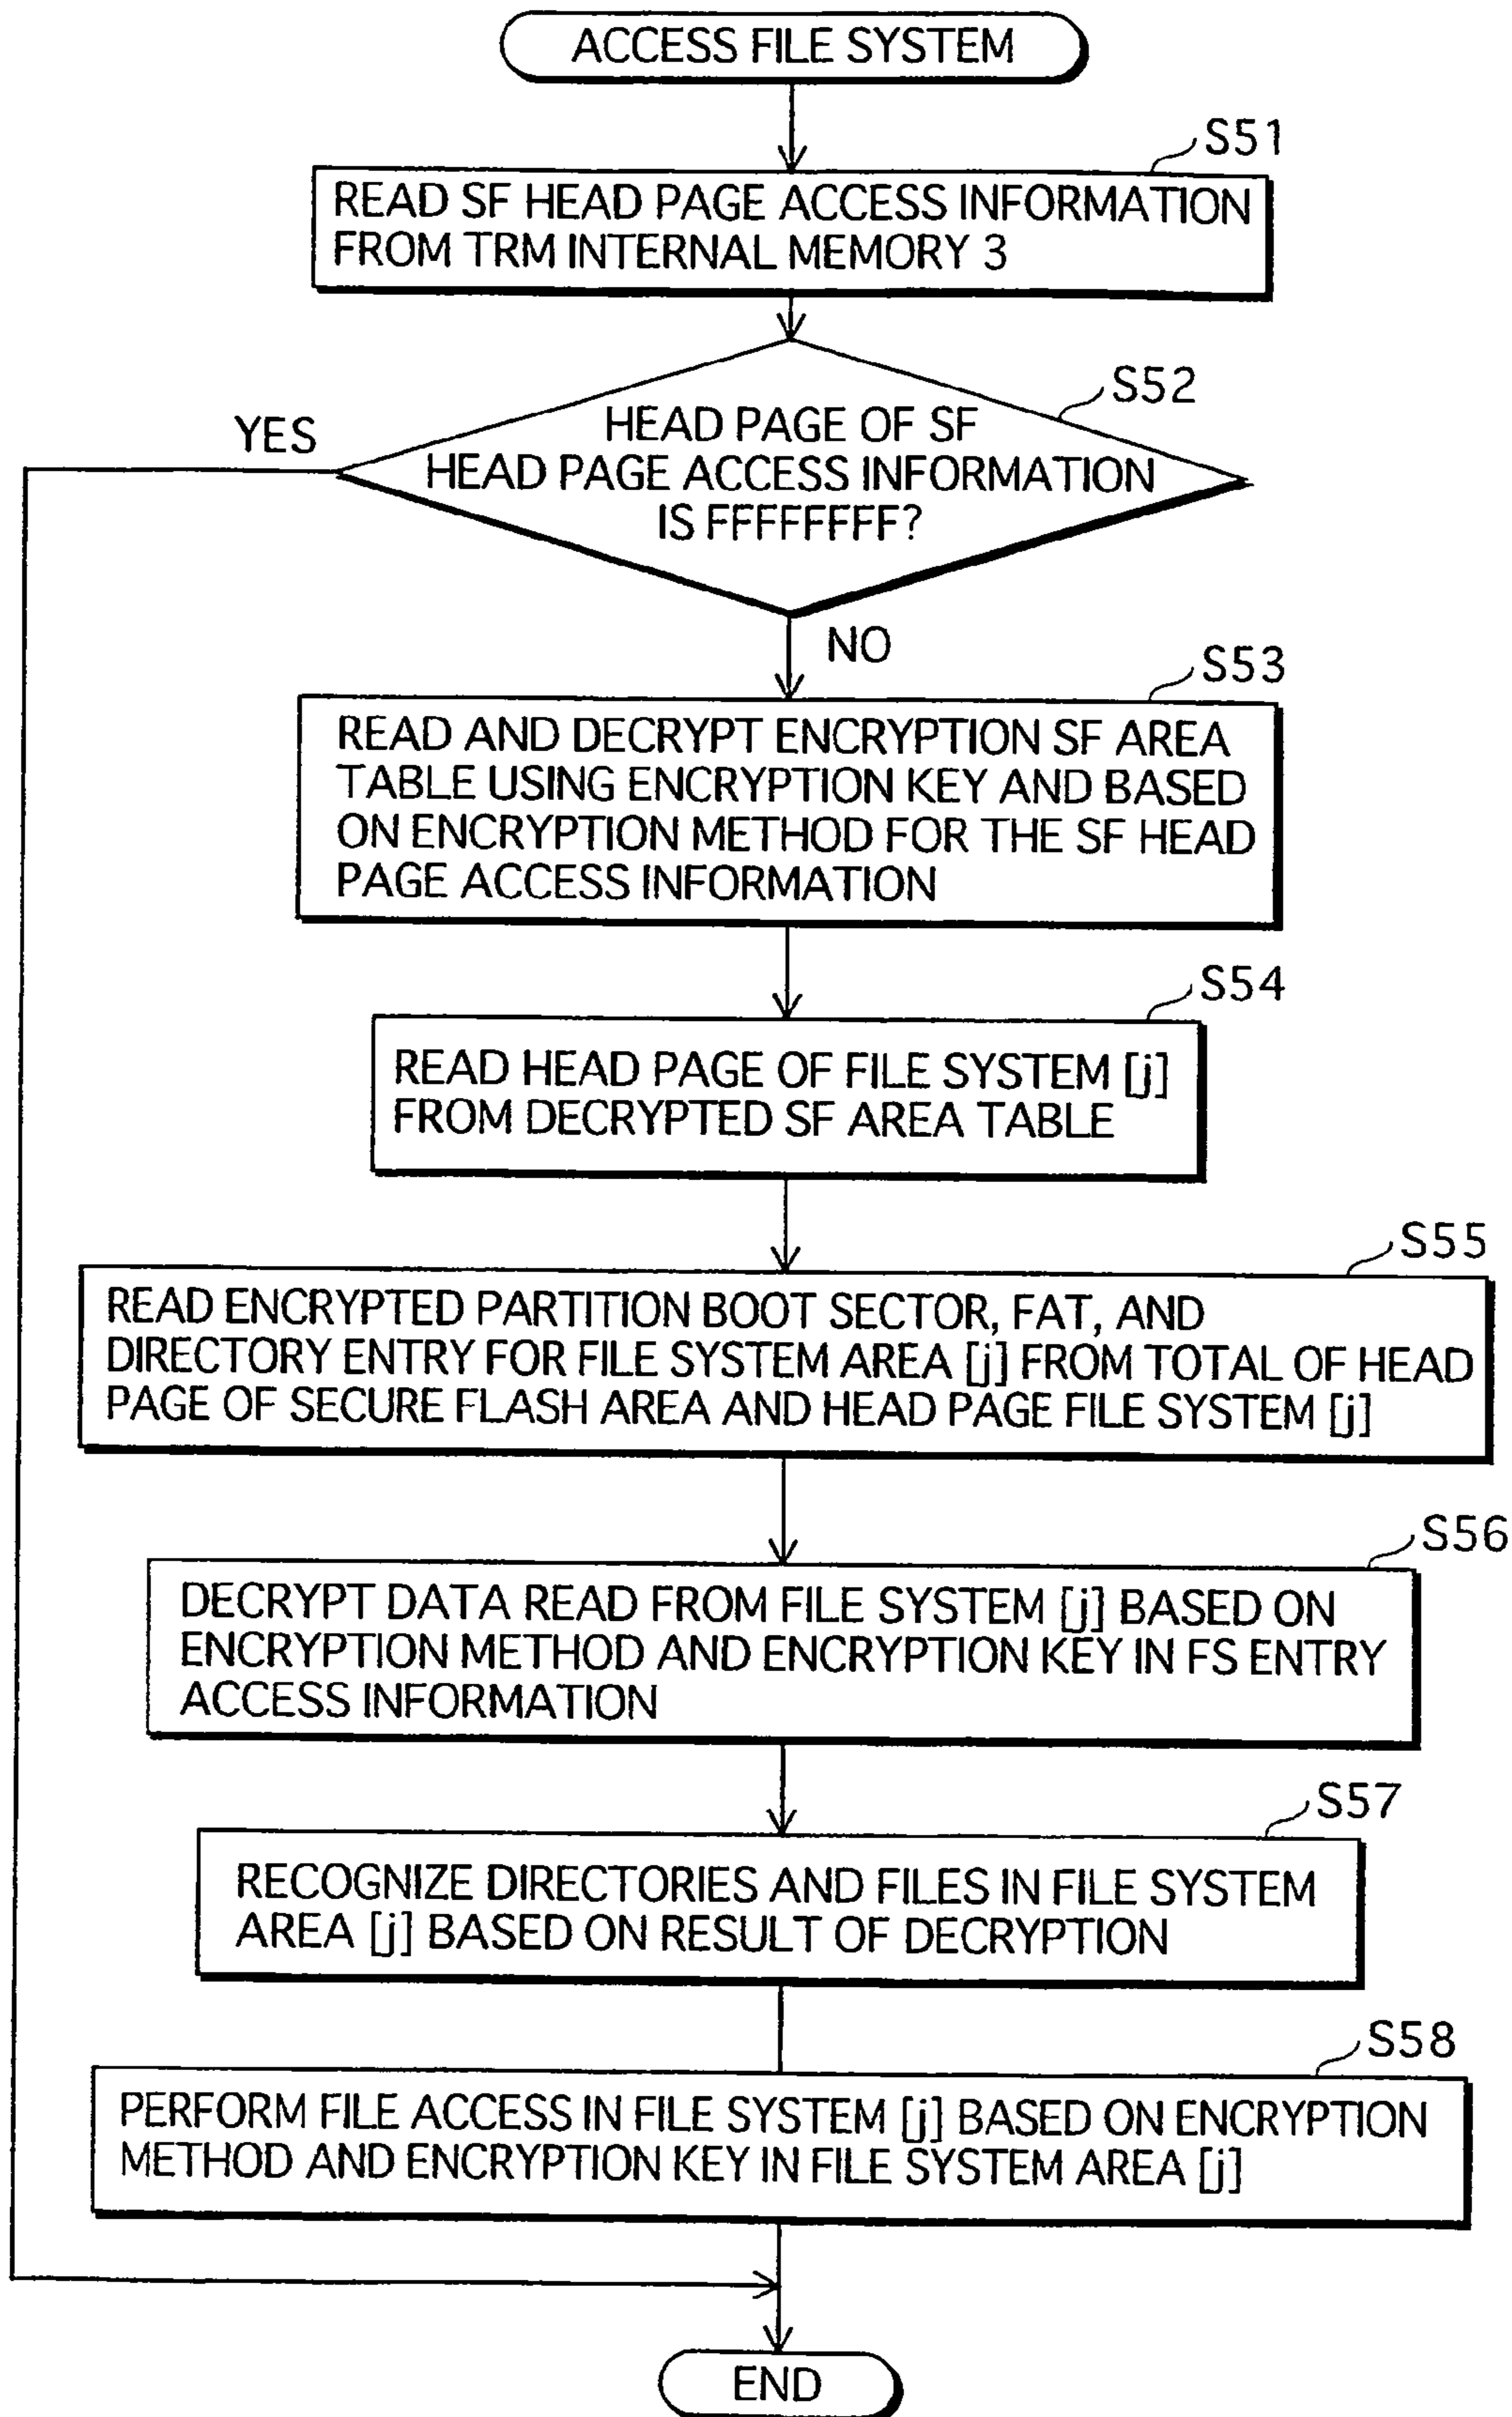 ACCESS FILE SYSTEM
S51
READ SF HEAD PAGE ACCESS INFORMATION
FROM TRM INTERNAL MEMORY 3
S52
YES
HEAD PAGE OF SF
HEAD PAGE ACCESS INFORMATION
IS FFFFFFFF?
NO
S53
READ AND DECRYPT ENCRYPTION SF AREA
TABLE USING ENCRYPTION KEY AND BASED
ON ENCRYPTION METHOD FOR THE SF HEAD
PAGE ACCESS INFORMATION
S54
READ HEAD PAGE OF FILE SYSTEM [j]
FROM DECRYPTED SF AREA TABLE
S55
READ ENCRYPTED PARTITION BOOT SECTOR, FAT, AND
DIRECTORY ENTRY FOR FILE SYSTEM AREA [j] FROM TOTAL OF HEAD
PAGE OF SECURE FLASH AREA AND HEAD PAGE FILE SYSTEM [j]
S56
DECRYPT DATA READ FROM FILE SYSTEM [j] BASED ON
ENCRYPTION METHOD AND ENCRYPTION KEY IN FS ENTRY
ACCESS INFORMATION
S57
RECOGNIZE DIRECTORIES AND FILES IN FILE SYSTEM
AREA [j] BASED ON RESULT OF DECRYPTION
S58
PERFORM FILE ACCESS IN FILE SYSTEM [j] BASED ON ENCRYPTION
METHOD AND ENCRYPTION KEY IN FILE SYSTEM AREA [j]
END